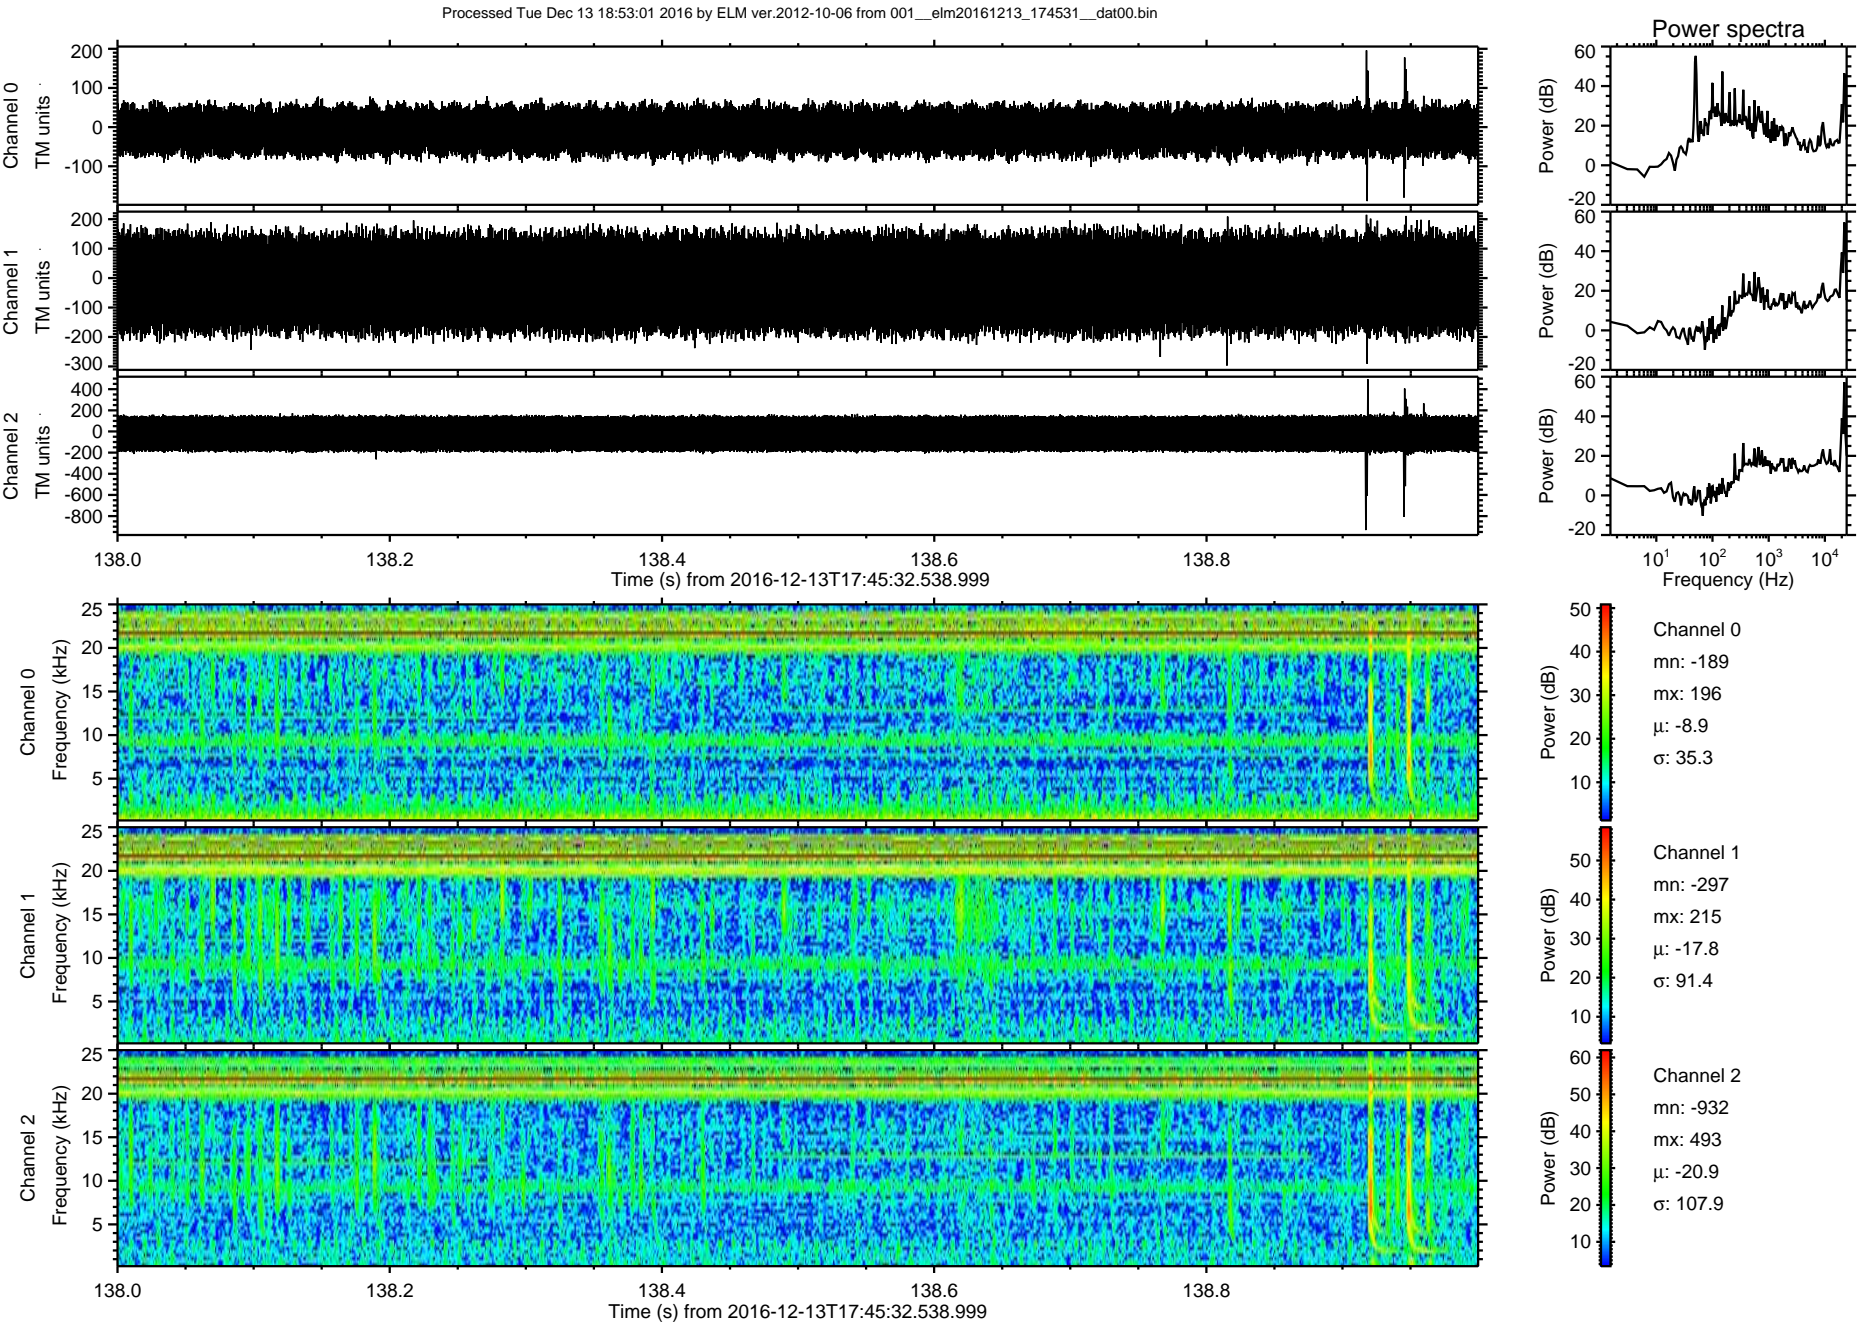 Processed Tue Dec 13 18:53:01 2016 by ELM ver.2012-10-06 from 001__elm20161213_174531__dat00.bin
Power spectra
Channel 0
TM units
200
100
0
-100
Power (dB)
60
40
20
0
-20
Channel 1
TM units
200
100
0
-100
-200
-300
Power (dB)
60
40
20
0
-20
Channel 2
TM units
400
200
0
-200
-400
-600
-800
Power (dB)
60
40
20
0
-20
138.0 138.2 138.4 138.6 138.8
Time (s) from 2016-12-13T17:45:32.538.999
10^1 10^2 10^3 10^4
Frequency (Hz)
Channel 0
Frequency (kHz)
25
20
15
10
5
Power (dB)
50
40
30
20
10
Channel 0
mn: -189
mx: 196
μ: -8.9
σ: 35.3
Channel 1
Frequency (kHz)
25
20
15
10
5
Power (dB)
50
40
30
20
10
Channel 1
mn: -297
mx: 215
μ: -17.8
σ: 91.4
Channel 2
Frequency (kHz)
25
20
15
10
5
Power (dB)
60
50
40
30
20
10
Channel 2
mn: -932
mx: 493
μ: -20.9
σ: 107.9
138.0 138.2 138.4 138.6 138.8
Time (s) from 2016-12-13T17:45:32.538.999